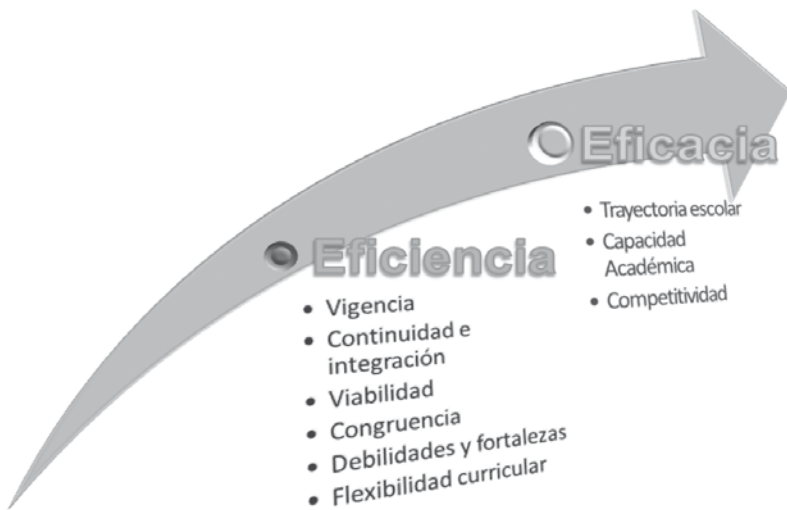 Eficacia
• Trayectoria escolar
• Capacidad
Académica
• Competitividad
Eficiencia
• Vigencia
• Continuidad e
integración
• Viabilidad
• Congruencia
• Debilidades y fortalezas
• Flexibilidad curricular